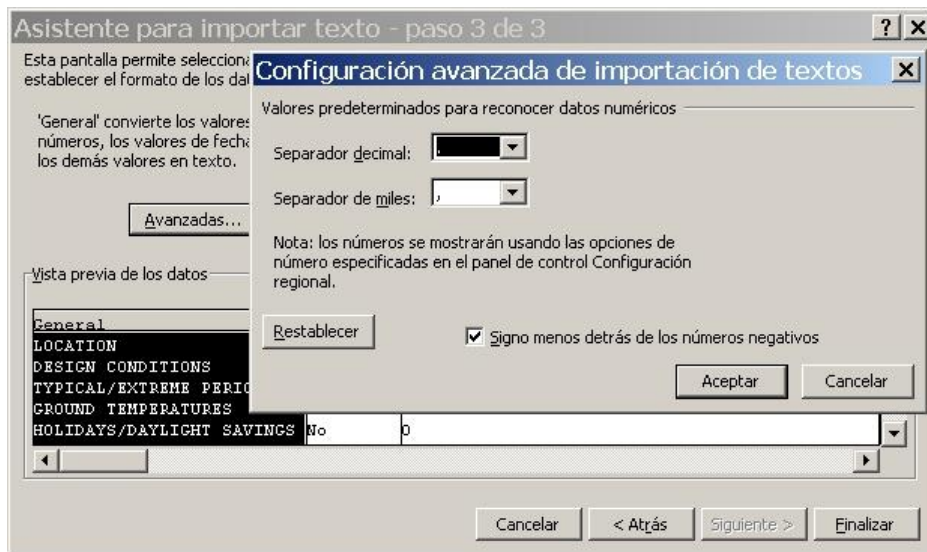 Asistente para importar texto - paso 3 de 3
Esta pantalla permite selecciona
establecer el formato de los da
'General' convierte los valores
números, los valores de fecha
los demás valores en texto.
Avanzadas...
Configuración avanzada de importación de textos
Valores predeterminados para reconocer datos numéricos
Separador decimal: .
Separador de miles: ,
Nota: los números se mostrarán usando las opciones de
número especificadas en el panel de control Configuración
regional.
Restablecer
Signo menos detrás de los números negativos
Aceptar
Cancelar
Vista previa de los datos
General
LOCATION
DESIGN CONDITIONS
TYPICAL/EXTREME PERIO
GROUND TEMPERATURES
HOLIDAYS/DAYLIGHT SAVINGS No 0
Cancelar
< Atrás
Siguiente >
Finalizar